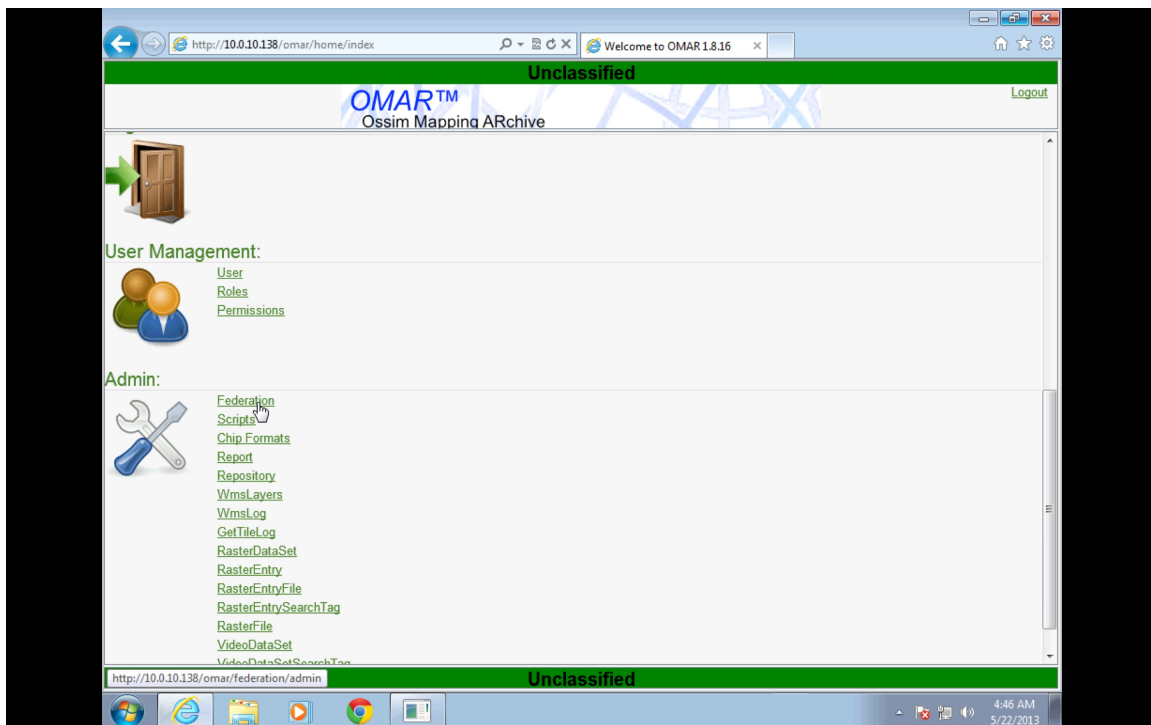 http://10.0.10.138/omar/home/index
Welcome to OMAR 1.8.16
Unclassified
OMAR™
Ossim Mapping ARchive
Logout
User Management:
User
Roles
Permissions
Admin:
Federation
Scripts
Chip Formats
Report
Repository
WmsLayers
WmsLog
GetTileLog
RasterDataSet
RasterEntry
RasterEntryFile
RasterEntrySearchTag
RasterFile
VideoDataSet
VideoDataSetSearchTag
http://10.0.10.138/omar/federation/admin
Unclassified
4:46 AM
5/22/2013